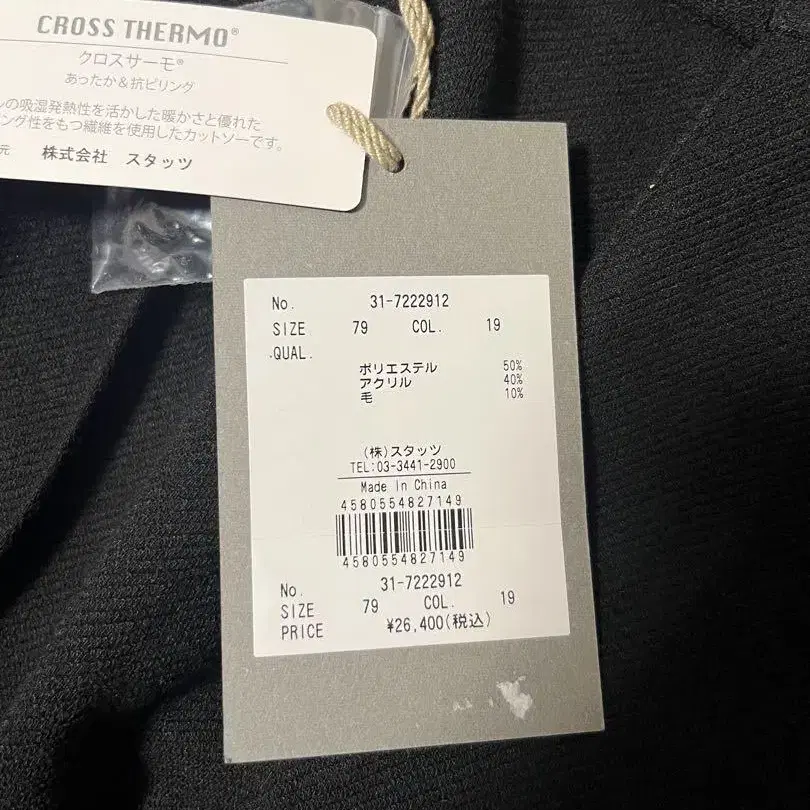 CROSS THERMO®
クロスサーモ®
あったか&抗ピリング
の吸湿発熱性を活かした暖かさと優れた
ング性をもつ繊維を使用したカットソーです。
元 株式会社 スタッツ
No. 31-7222912
SIZE 79 COL. 19
QUAL.
ポリエステル 50%
アクリル 40%
毛 10%
(株)スタッツ
TEL:03-3441-2900
Made In China
4580554827149
4580554827149
No. 31-7222912
SIZE 79 COL. 19
PRICE ¥26,400(税込)